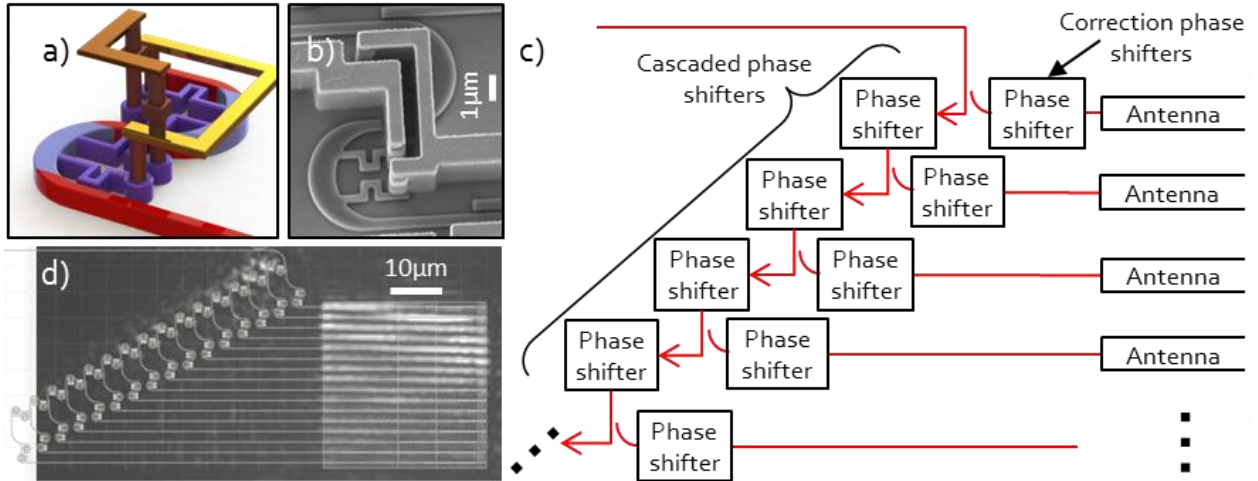 a)
b)
1µm
c)
Cascaded phase
shifters
Correction phase
shifters
Phase
shifter
Phase
shifter
Antenna
Phase
shifter
Phase
shifter
Antenna
Phase
shifter
Phase
shifter
Antenna
Phase
shifter
Phase
shifter
Antenna
Phase
shifter
d)
10µm